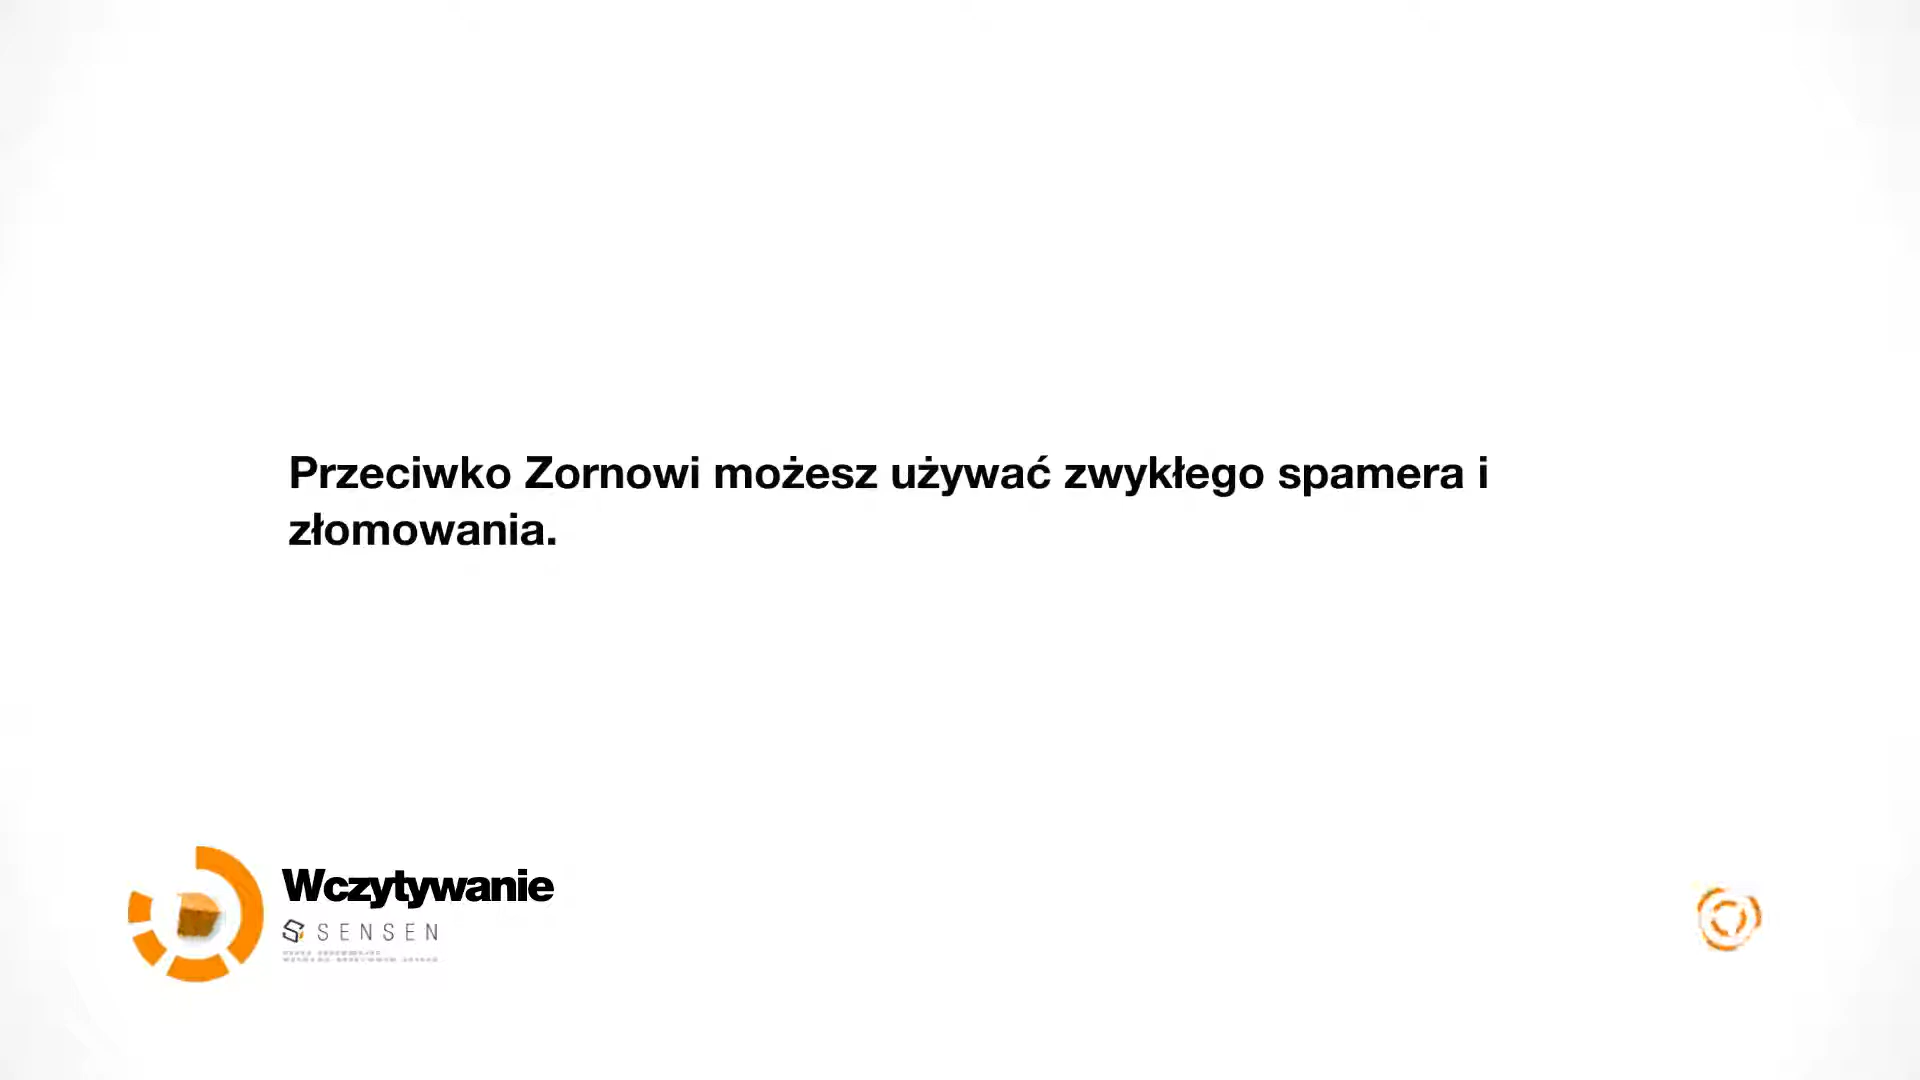 Przeciwko Zornowi możesz używać zwykłego spamera i
złomowania.
Wczytywanie
SENSEN